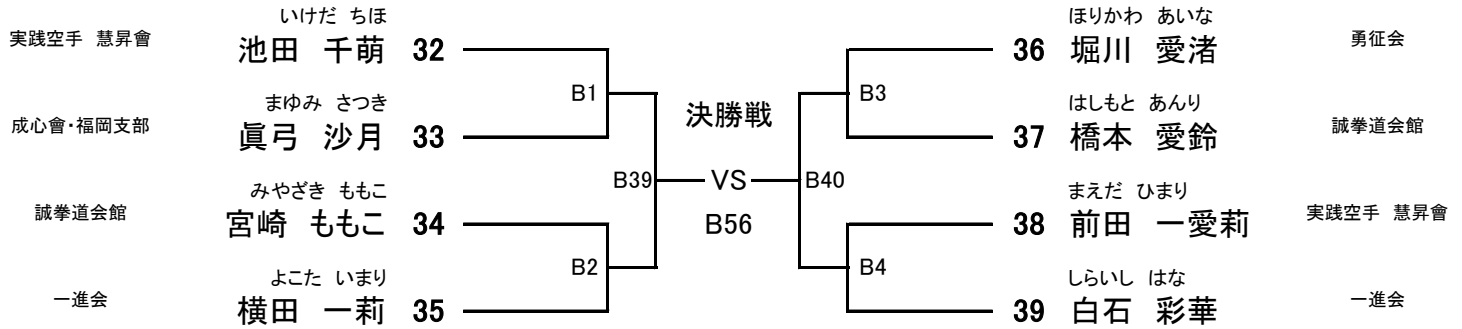 いけだ ちほ
実践空手 慧昇會 池田 千萌 32
B1
まゆみ さつき
成心會・福岡支部 眞弓 沙月 33
B39
みやざき ももこ
誠拳道会館 宮崎 ももこ 34
B2
よこた いまり
一進会 横田 一莉 35
決勝戦
VS
B56
ほりかわ あいな
36 堀川 愛渚 勇征会
B3
はしもと あんり
37 橋本 愛鈴 誠拳道会館
B40
まえだ ひまり
38 前田 一愛莉 実践空手 慧昇會
B4
しらいし はな
39 白石 彩華 一進会